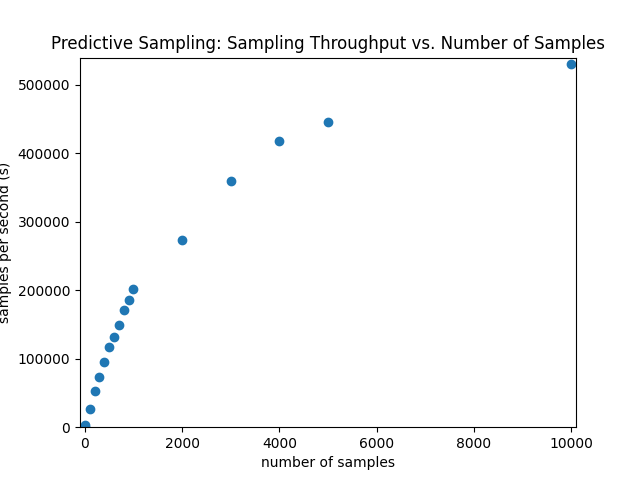 Predictive Sampling: Sampling Throughput vs. Number of Samples
500000
400000
300000
200000
100000
0
samples per second (s)
0 2000 4000 6000 8000 10000
number of samples